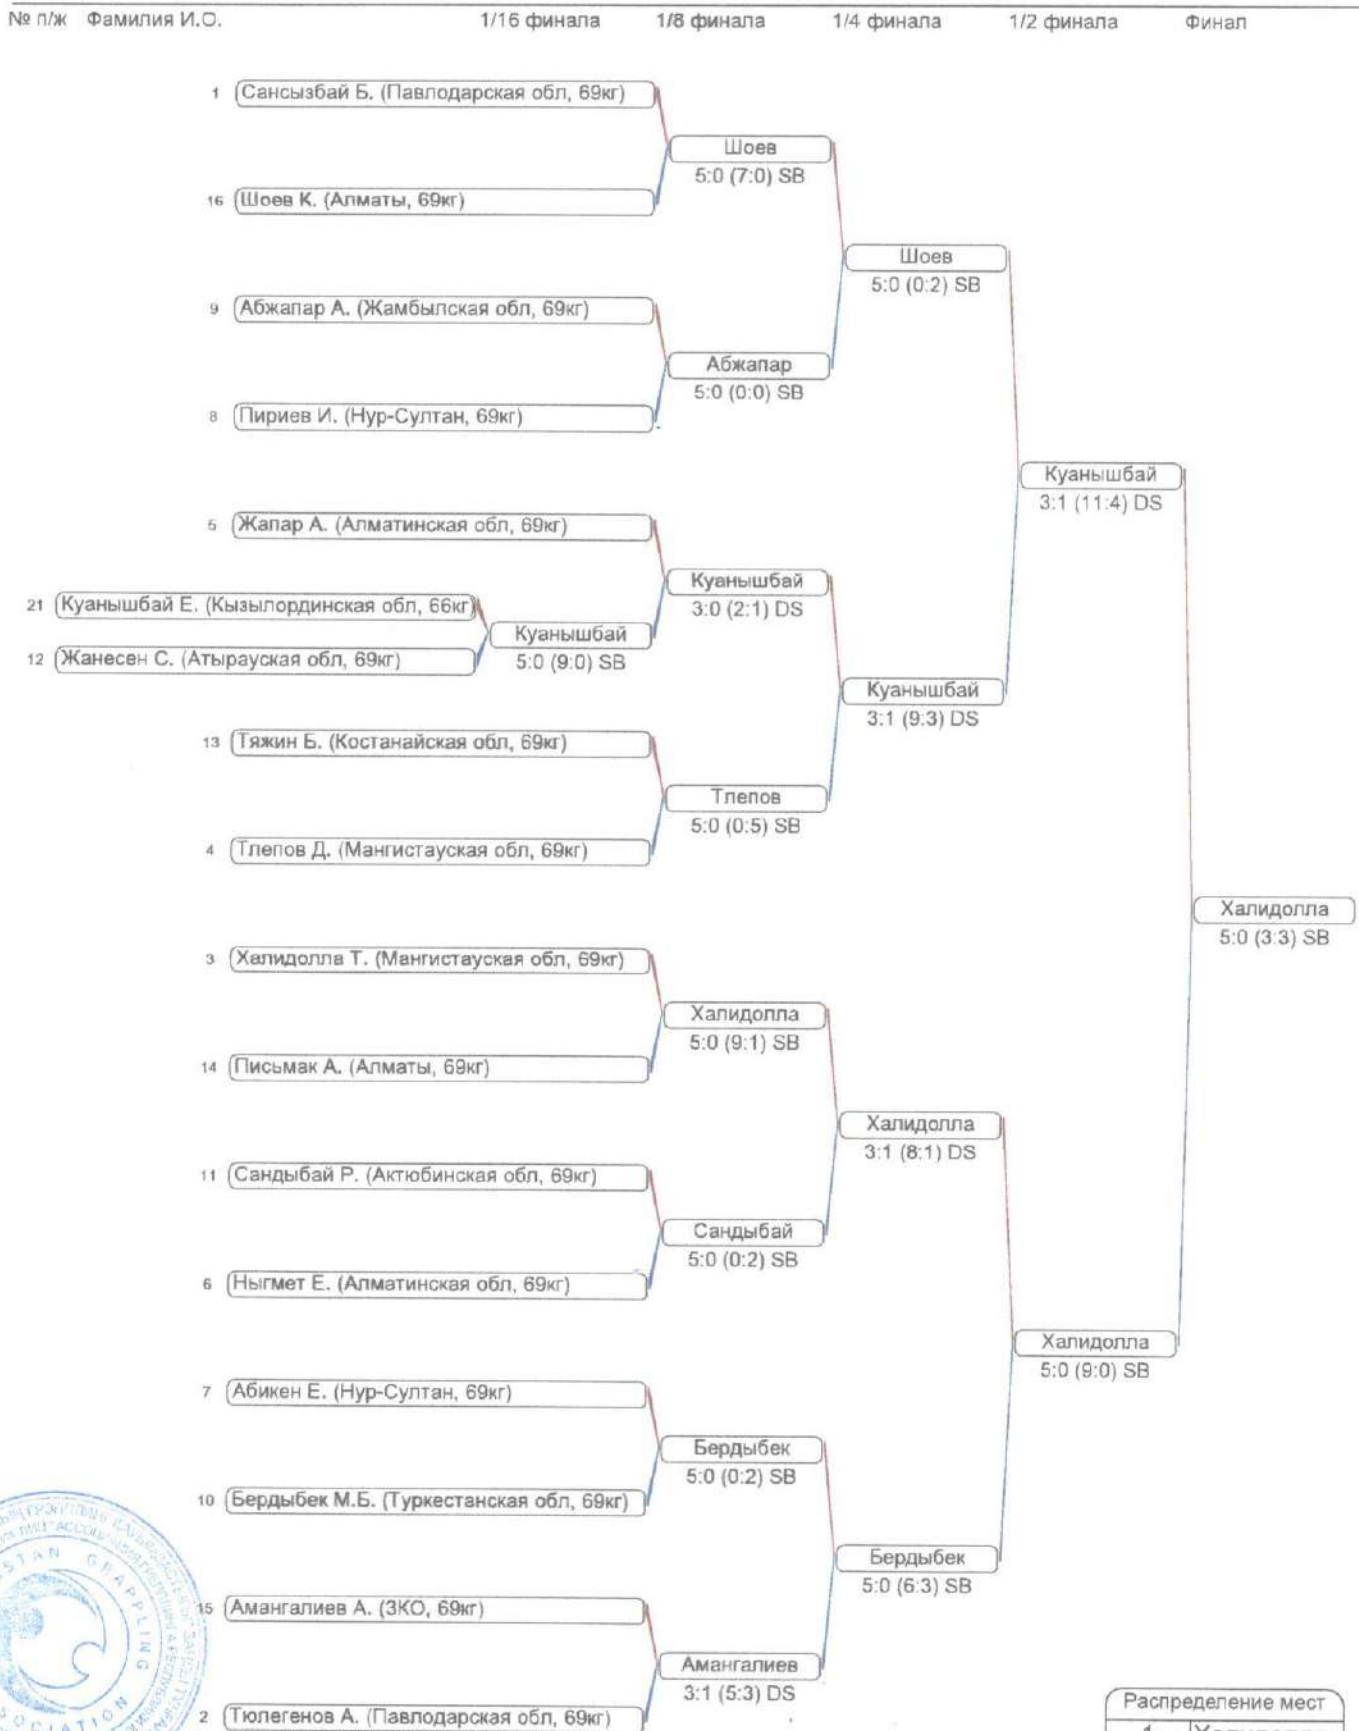 № п/ж Фамилия И.О. 1/16 финала 1/8 финала 1/4 финала 1/2 финала Финал
1 Сансызбай Б. (Павлодарская обл, 69кг)
Шоев
5:0 (7:0) SB
16 Шоев К. (Алматы, 69кг)
Шоев
5:0 (0:2) SB
9 Абжапар А. (Жамбылская обл, 69кг)
Абжапар
5:0 (0:0) SB
8 Пириев И. (Нур-Султан, 69кг)
Куанышбай
3:1 (11:4) DS
5 Жапар А. (Алматинская обл, 69кг)
Куанышбай
3:0 (2:1) DS
21 Куанышбай Е. (Кызылординская обл, 66кг)
Куанышбай
5:0 (9:0) SB
12 Жанесен С. (Атырауская обл, 69кг)
Куанышбай
3:1 (9:3) DS
13 Тяжин Б. (Костанайская обл, 69кг)
Тлепов
5:0 (0:5) SB
4 Тлепов Д. (Мангистауская обл, 69кг)
Халидолла
5:0 (3:3) SB
3 Халидолла Т. (Мангистауская обл, 69кг)
Халидолла
5:0 (9:1) SB
14 Письмак А. (Алматы, 69кг)
Халидолла
3:1 (8:1) DS
11 Сандыбай Р. (Актюбинская обл, 69кг)
Сандыбай
5:0 (0:2) SB
6 Ныгмет Е. (Алматинская обл, 69кг)
Халидолла
5:0 (9:0) SB
7 Абикен Е. (Нур-Султан, 69кг)
Бердыбек
5:0 (0:2) SB
10 Бердыбек М.Б. (Туркестанская обл, 69кг)
Бердыбек
5:0 (6:3) SB
15 Амангалиев А. (ЗКО, 69кг)
Амангалиев
3:1 (5:3) DS
2 Тюлегенов А. (Павлодарская обл, 69кг)
Распределение мест
GRAPPLING